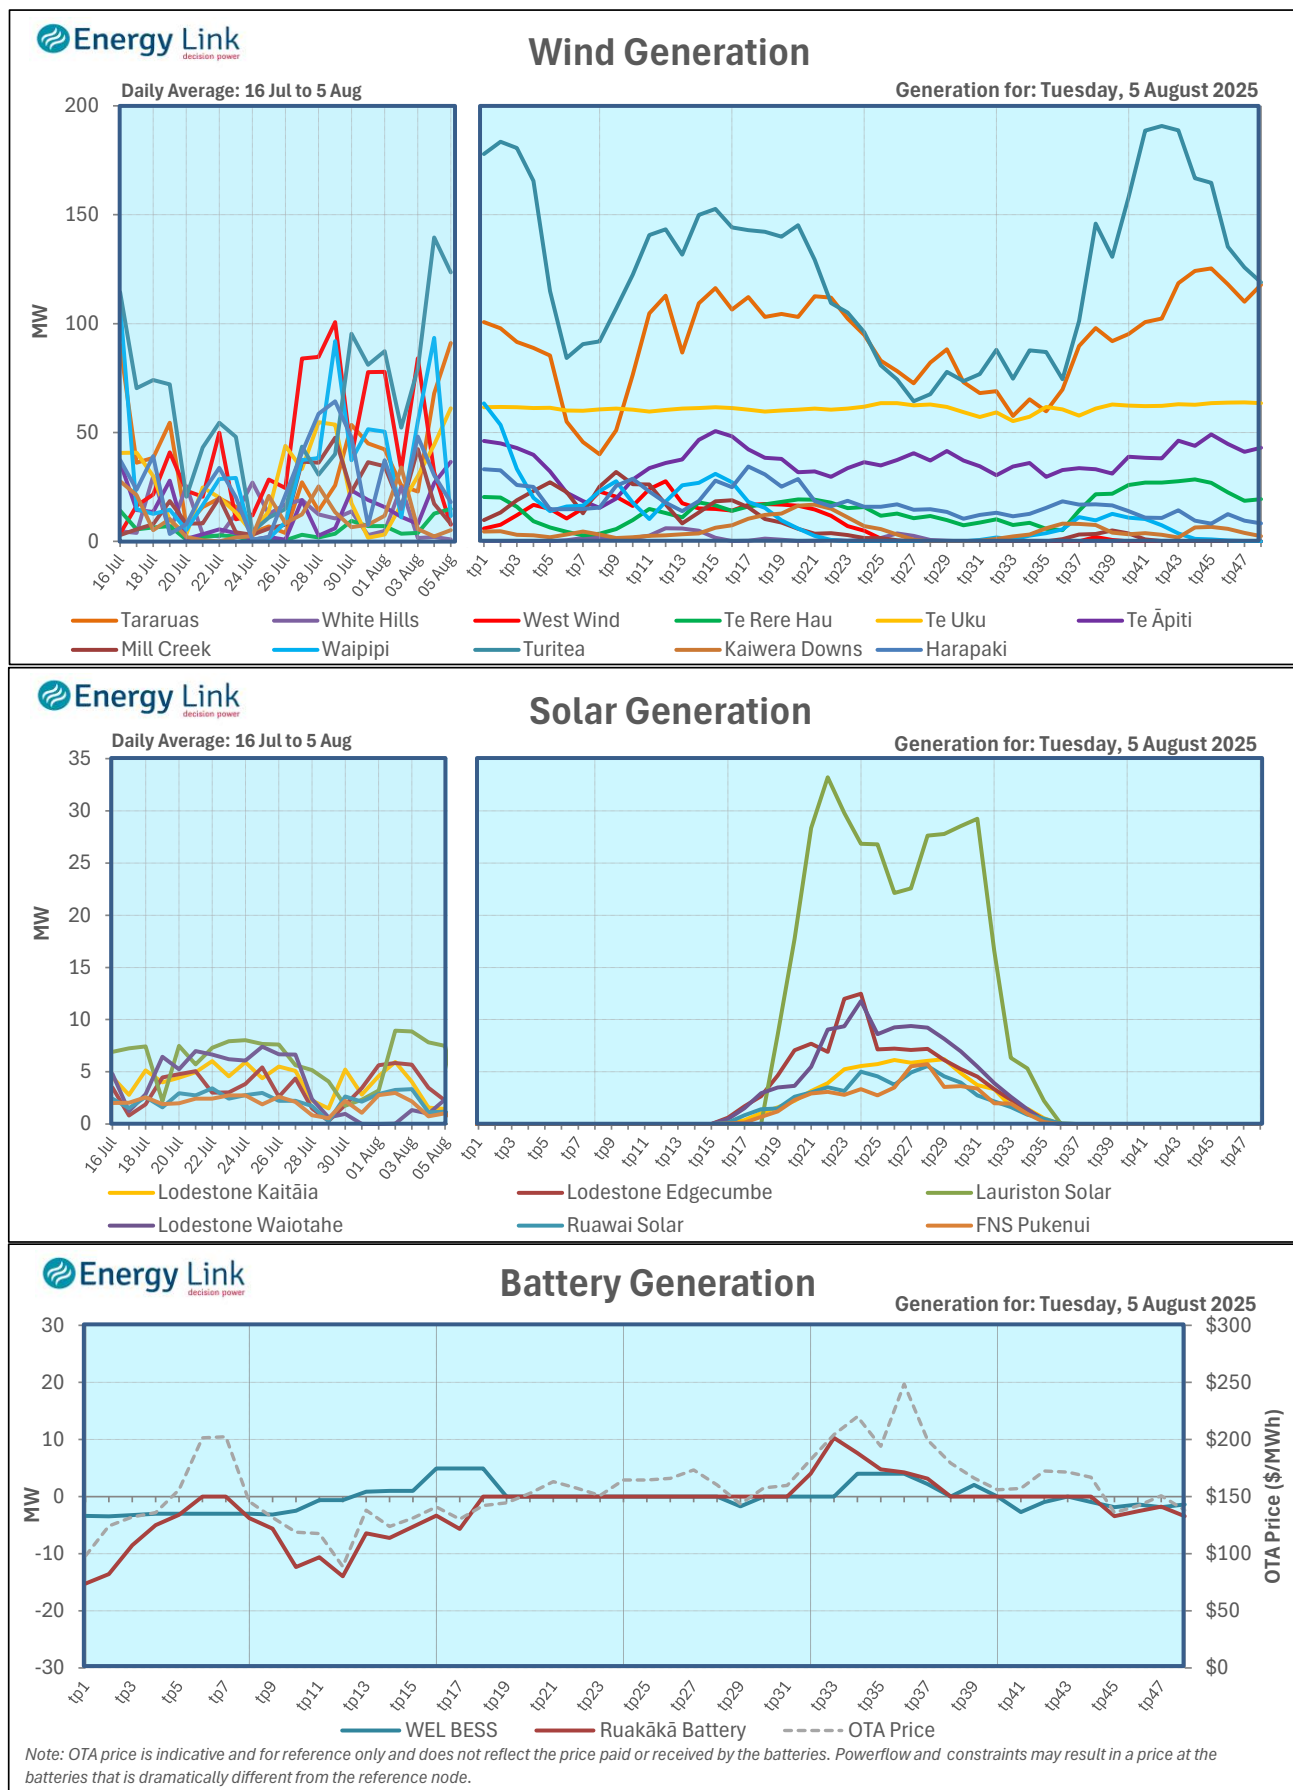 Energy Link
decision power
Wind Generation
Daily Average: 16 Jul to 5 Aug
Generation for: Tuesday, 5 August 2025
200
150
100
50
0
MW
16 Jul
18 Jul
20 Jul
22 Jul
24 Jul
26 Jul
28 Jul
30 Jul
01 Aug
03 Aug
05 Aug
tp1
tp3
tp5
tp7
tp9
tp11
tp13
tp15
tp17
tp19
tp21
tp23
tp25
tp27
tp29
tp31
tp33
tp35
tp37
tp39
tp41
tp43
tp45
tp47
Tararuas White Hills West Wind Te Rere Hau Te Uku Te Āpiti
Mill Creek Waipipi Turitea Kaiwera Downs Harapaki
Energy Link
decision power
Solar Generation
Daily Average: 16 Jul to 5 Aug
Generation for: Tuesday, 5 August 2025
35
30
25
20
15
10
5
0
MW
16 Jul
18 Jul
20 Jul
22 Jul
24 Jul
26 Jul
28 Jul
30 Jul
01 Aug
03 Aug
05 Aug
tp1
tp3
tp5
tp7
tp9
tp11
tp13
tp15
tp17
tp19
tp21
tp23
tp25
tp27
tp29
tp31
tp33
tp35
tp37
tp39
tp41
tp43
tp45
tp47
Lodestone Kaitāia Lodestone Edgecumbe Lauriston Solar
Lodestone Waiotahe Ruawai Solar FNS Pukenui
Energy Link
decision power
Battery Generation
Generation for: Tuesday, 5 August 2025
30
20
10
0
-10
-20
-30
MW
$300
$250
$200
$150
$100
$50
$0
OTA Price ($/MWh)
tp1
tp3
tp5
tp7
tp9
tp11
tp13
tp15
tp17
tp19
tp21
tp23
tp25
tp27
tp29
tp31
tp33
tp35
tp37
tp39
tp41
tp43
tp45
tp47
WEL BESS Ruakākā Battery OTA Price
Note: OTA price is indicative and for reference only and does not reflect the price paid or received by the batteries. Powerflow and constraints may result in a price at the
batteries that is dramatically different from the reference node.